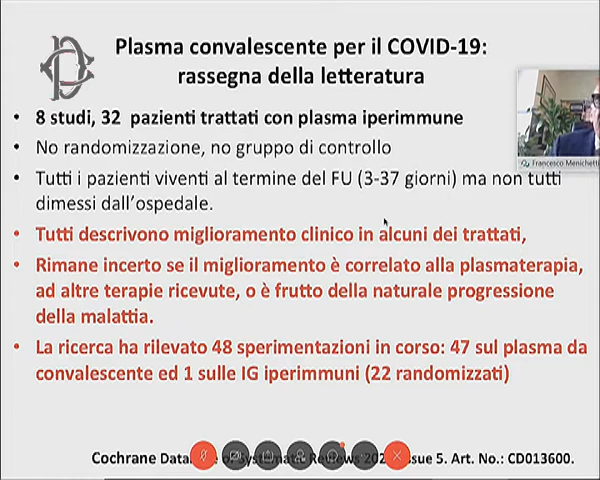 Plasma convalescente per il COVID-19:
rassegna della letteratura
• 8 studi, 32 pazienti trattati con plasma iperimmune
• No randomizzazione, no gruppo di controllo
• Tutti i pazienti viventi al termine del FU (3-37 giorni) ma non tutti
dimessi dall'ospedale.
• Tutti descrivono miglioramento clinico in alcuni dei trattati,
• Rimane incerto se il miglioramento è correlato alla plasmaterapia,
ad altre terapie ricevute, o è frutto della naturale progressione
della malattia.
• La ricerca ha rilevato 48 sperimentazioni in corso: 47 sul plasma da
convalescente ed 1 sulle IG iperimmuni (22 randomizzati)
Francesco Menichetti
Cochrane of Systematic Reviews Issue 5. Art. No.: CD013600.